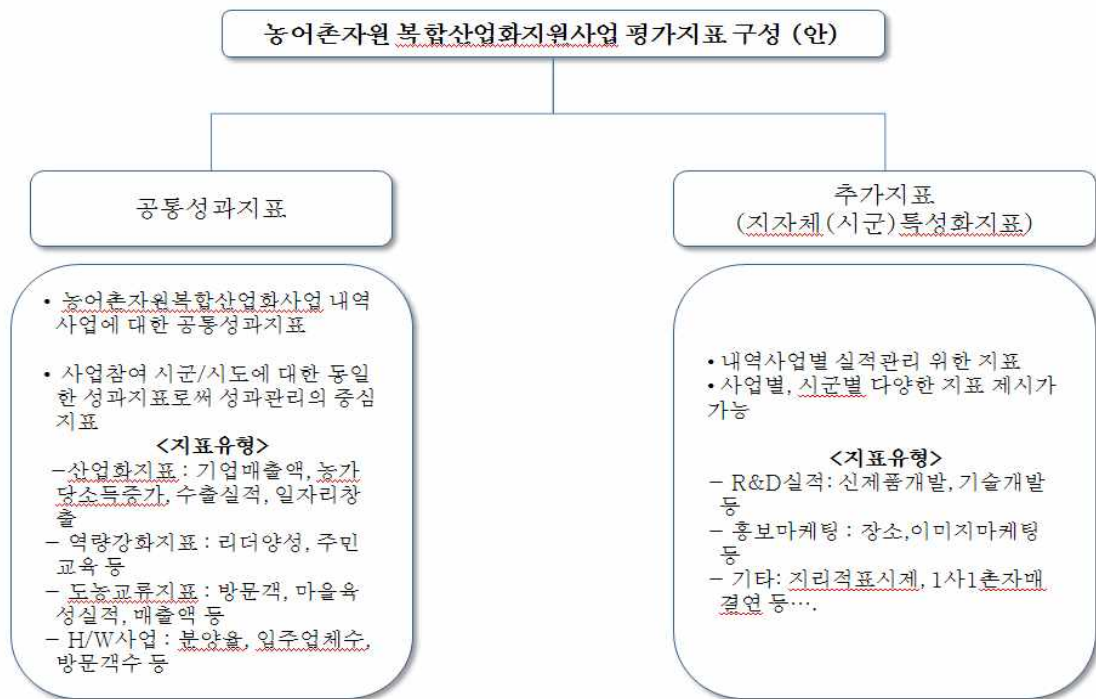 농어촌자원 복합산업화지원사업 평가지표 구성 (안)
공통성과지표
• 농어촌자원복합산업화사업 내역
사업에 대한 공통성과지표
• 사업참여 시군/시도에 대한 동일
한 성과지표로써 성과관리의 중심
지표
<지표유형>
-산업화지표 : 기업매출액, 농가
당소득증가, 수출실적, 일자리창
출
- 역량강화지표 : 리더양성, 주민
교육 등
- 도농교류지표 : 방문객, 마을육
성실적, 매출액 등
- H/W사업 : 분양율, 입주업체수,
방문객수 등
추가지표
(지자체(시군)특성화지표)
• 내역사업별 실적관리 위한 지표
• 사업별, 시군별 다양한 지표 제시가
가능
<지표유형>
- R&D실적: 신제품개발, 기술개발
등
- 홍보마케팅 : 장소,이미지마케팅
등
- 기타: 지리적표시제, 1사1촌자매
결연 등….